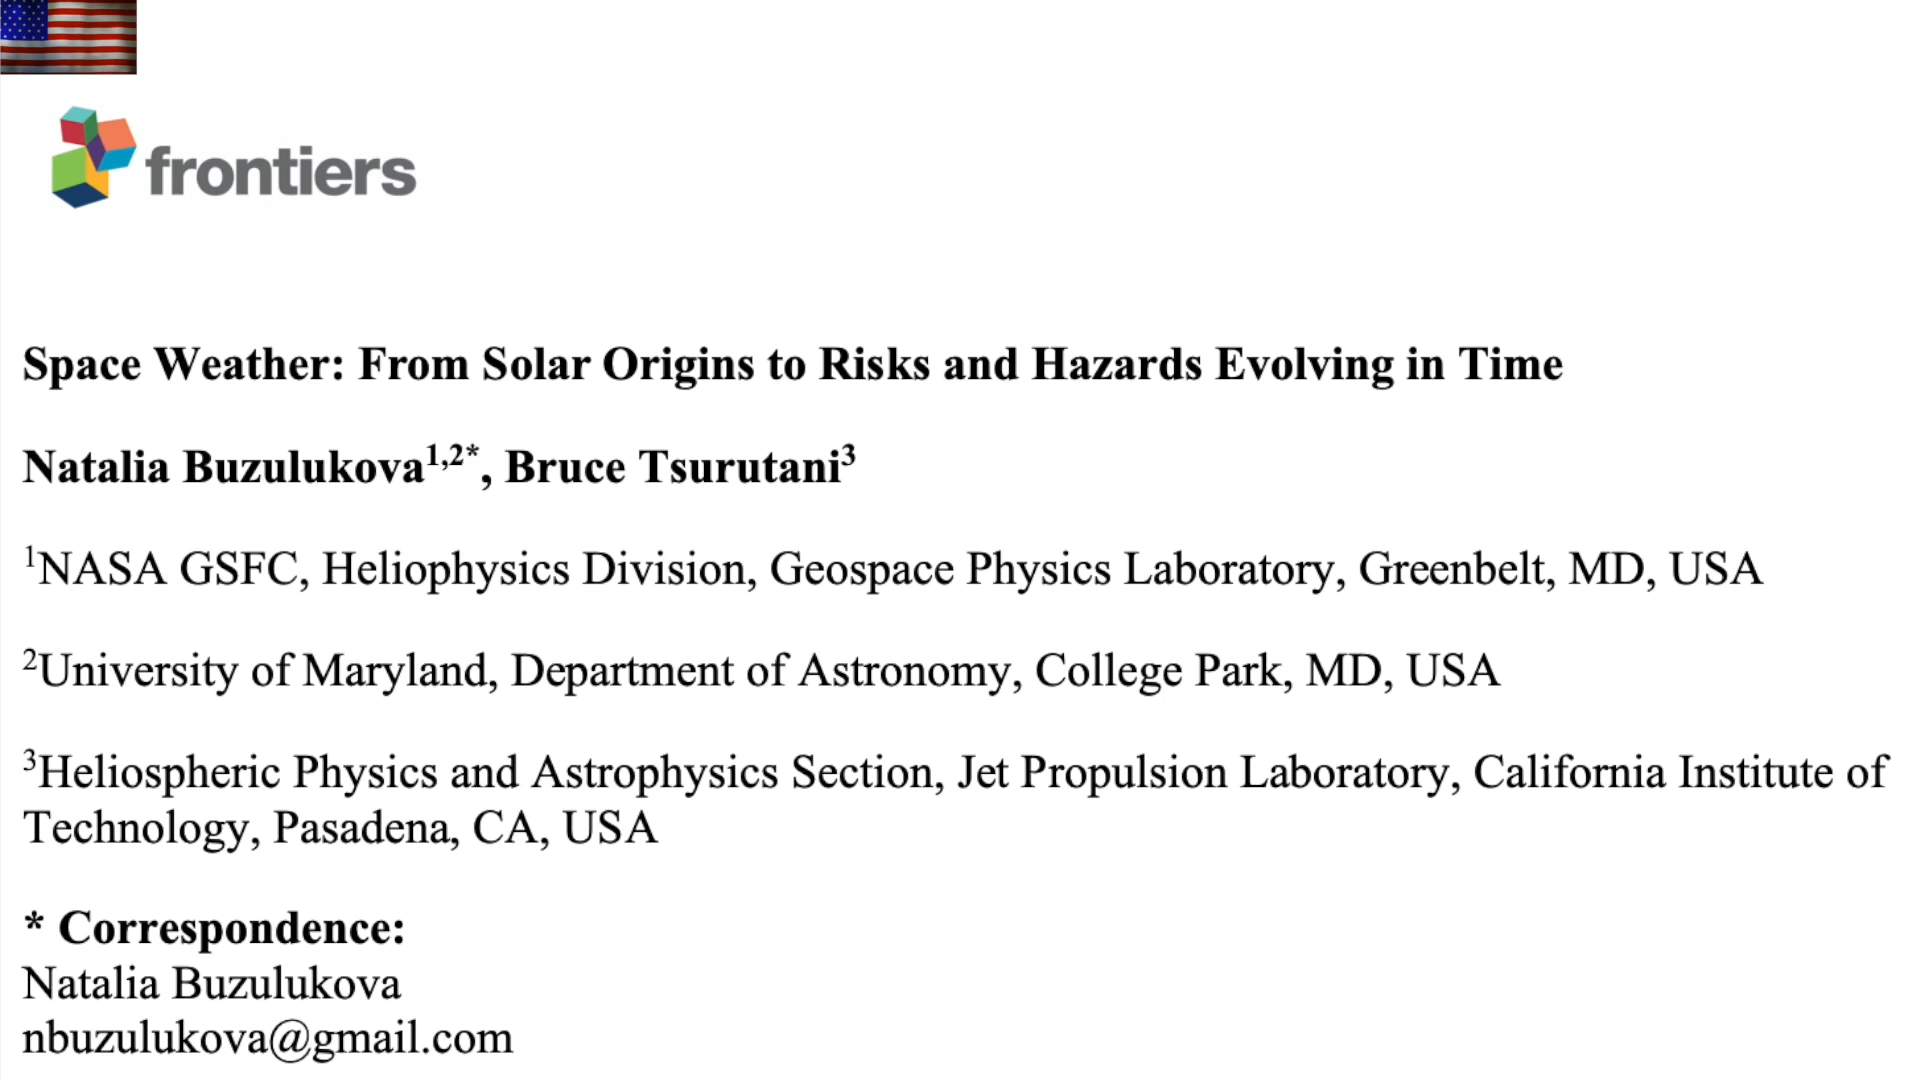 frontiers
Space Weather: From Solar Origins to Risks and Hazards Evolving in Time
Natalia Buzulukova1,2*, Bruce Tsurutani3
1NASA GSFC, Heliophysics Division, Geospace Physics Laboratory, Greenbelt, MD, USA
2University of Maryland, Department of Astronomy, College Park, MD, USA
3Heliospheric Physics and Astrophysics Section, Jet Propulsion Laboratory, California Institute of
Technology, Pasadena, CA, USA
* Correspondence:
Natalia Buzulukova
nbuzulukova@gmail.com